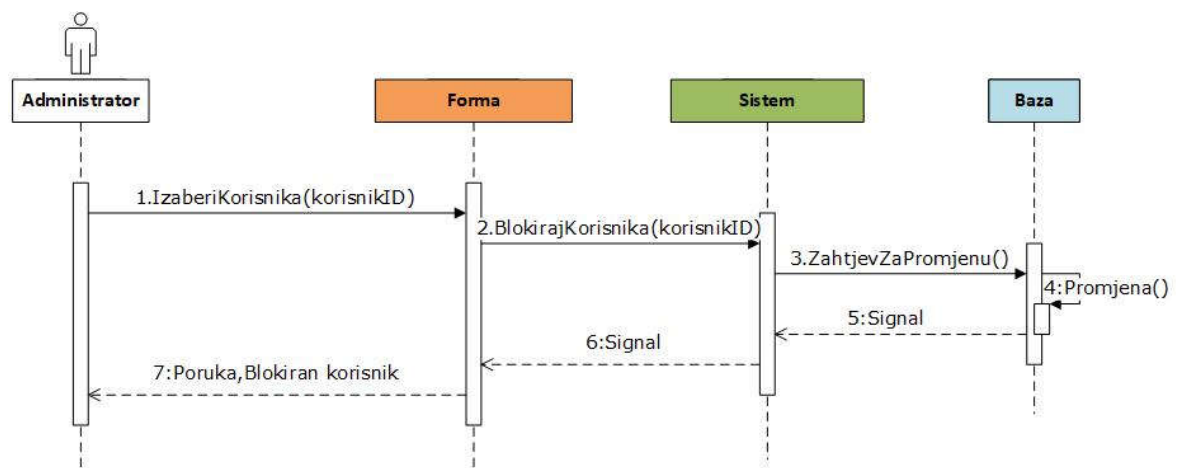 Administrator
Forma
Sistem
Baza
1.IzaberiKorisnika(korisnikID)
2.BlokirajKorisnika(korisnikID)
3.ZahtjevZaPromjenu()
4:Promjena()
5:Signal
6:Signal
7:Poruka,Blokiran korisnik